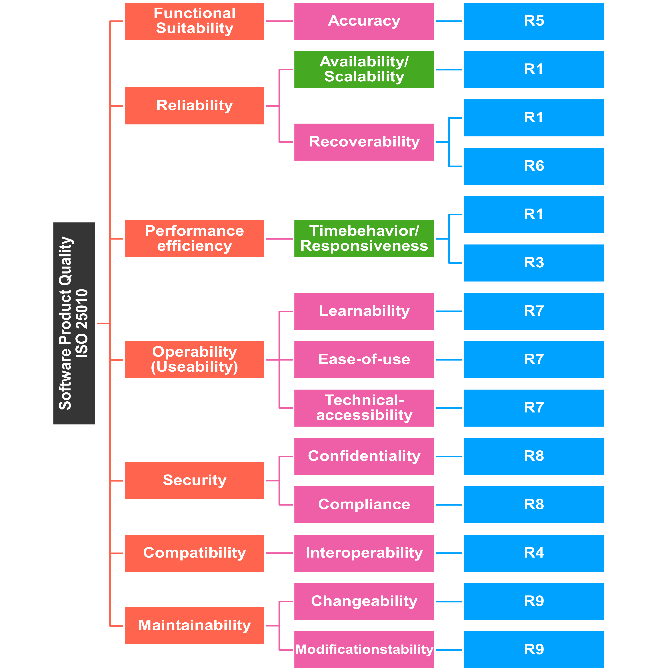 Software Product Quality
ISO 25010
Functional
Suitability
Accuracy
R5
Reliability
Availability/
Scalability
R1
Recoverability
R1
R6
Performance
efficiency
Timebehavior/
Responsiveness
R1
R3
Operability
(Useability)
Learnability
R7
Ease-of-use
R7
Technical-
accessibility
R7
Security
Confidentiality
R8
Compliance
R8
Compatibility
Interoperability
R4
Maintainability
Changeability
R9
Modificationstability
R9